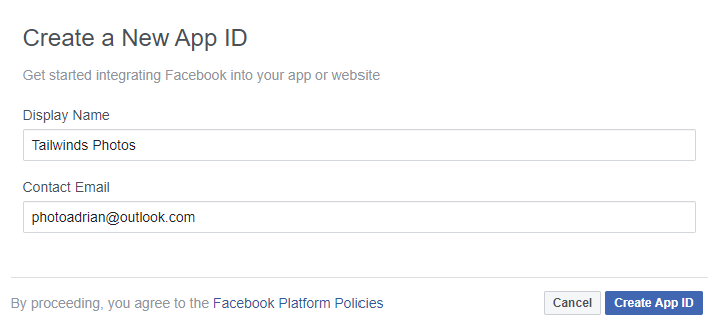 Create a New App ID
Get started integrating Facebook into your app or website
Display Name
Tailwinds Photos
Contact Email
photoadrian@outlook.com
By proceeding, you agree to the Facebook Platform Policies
Cancel
Create App ID